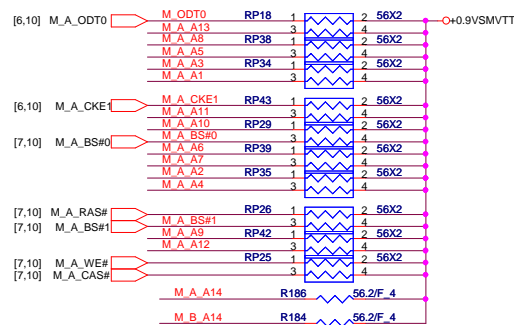 [6,10] M_A_ODT0 M_ODT0 RP18 1 2 56X2 +0.9VSMVTT
M_A_A13 3 4
M_A_A8 RP38 1 2 56X2
M_A_A5 3 4
M_A_A3 RP34 1 2 56X2
M_A_A1 3 4
[6,10] M_A_CKE1 M_A_CKE1 RP43 1 2 56X2
M_A_A11 3 4
M_A_A10 RP29 1 2 56X2
[7,10] M_A_BS#0 M_A_BS#0 3 4
M_A_A6 RP39 1 2 56X2
M_A_A7 3 4
M_A_A2 RP35 1 2 56X2
M_A_A4 3 4
[7,10] M_A_RAS# RP26 1 2 56X2
[7,10] M_A_BS#1 M_A_BS#1 3 4
M_A_A9 RP42 1 2 56X2
M_A_A12 3 4
[7,10] M_A_WE# RP25 1 2 56X2
[7,10] M_A_CAS# 3 4
M_A_A14 R186 56.2/F_4
M_B_A14 R184 56.2/F_4